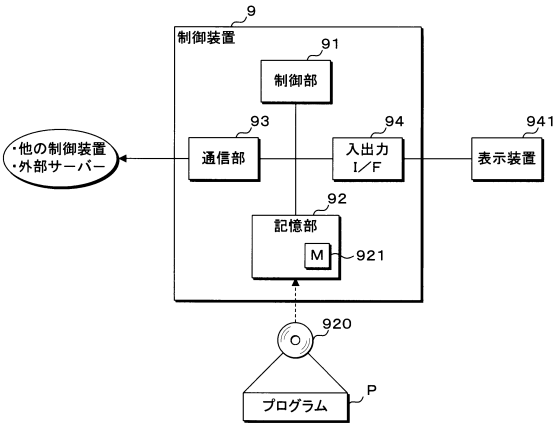 9
制御装置
91
制御部
93
通信部
94
入出力
I/F
941
表示装置
・他の制御装置
・外部サーバー
92
記憶部
M
921
920
P
プログラム